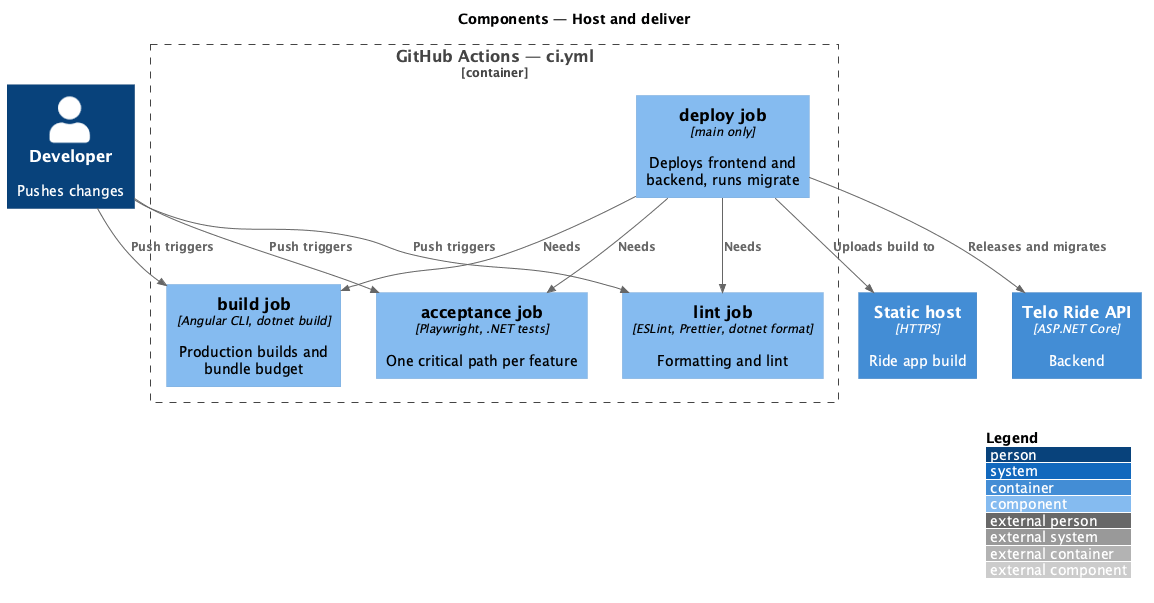 Components — Host and deliver
GitHub Actions — ci.yml
[container]
Developer
Pushes changes
deploy job
[main only]
Deploys frontend and
backend, runs migrate
Push triggers
Push triggers
Push triggers
Needs
Needs
Needs
Uploads build to
Releases and migrates
build job
[Angular CLI, dotnet build]
Production builds and
bundle budget
acceptance job
[Playwright, .NET tests]
One critical path per feature
lint job
[ESLint, Prettier, dotnet format]
Formatting and lint
Static host
[HTTPS]
Ride app build
Telo Ride API
[ASP.NET Core]
Backend
Legend
person
system
container
component
external person
external system
external container
external component